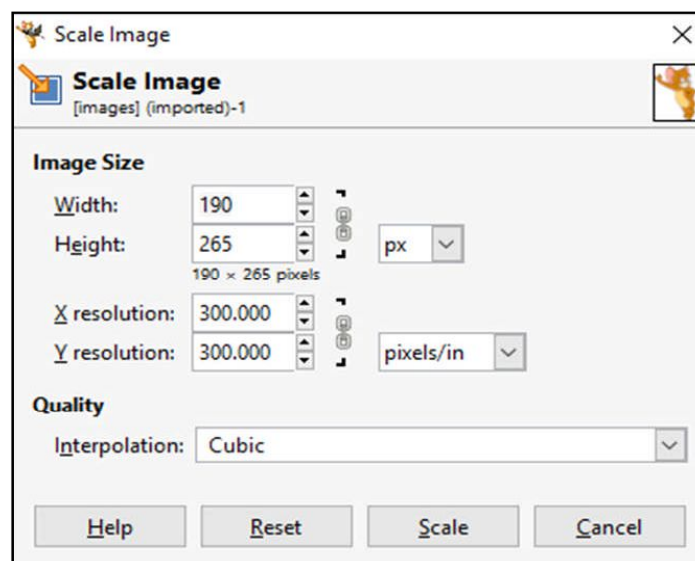 Scale Image
Scale Image
[images] (imported)-1
Image Size
Width: 190
Height: 265 px
190 × 265 pixels
X resolution: 300.000
Y resolution: 300.000 pixels/in
Quality
Interpolation: Cubic
Help Reset Scale Cancel